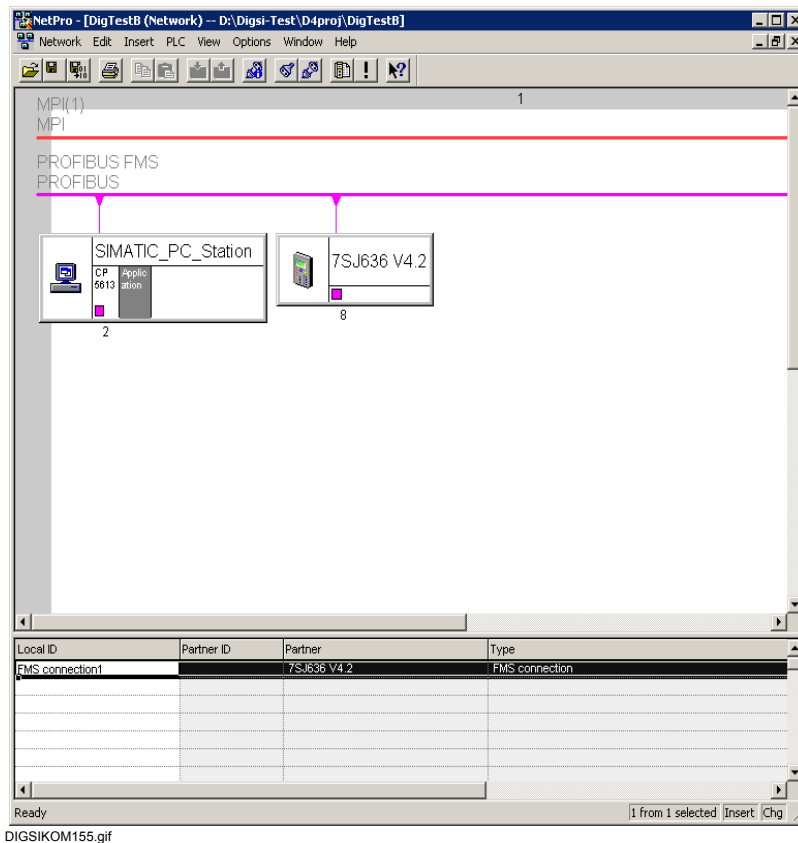 NetPro - [DigTestB (Network) -- D:\Digsi-Test\D4proj\DigTestB]
Network Edit Insert PLC View Options Window Help
1
MPI(1)
MPI
PROFIBUS FMS
PROFIBUS
SIMATIC_PC_Station
CP 5613
Applic ation
2
7SJ636 V4.2
8
Local ID Partner ID Partner Type
FMS connection1 7SJ636 V4.2 FMS connection
Ready 1 from 1 selected Insert Chg
DIGSIKOM155.gif